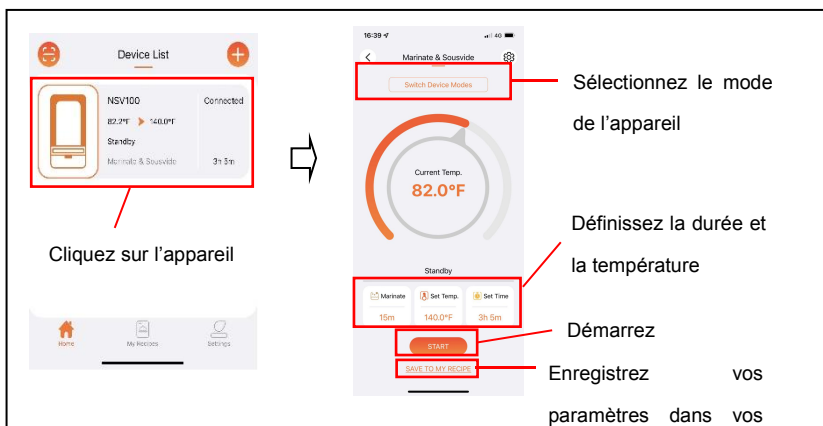 Device List
NSV100
Connected
82.2°F 140.0°F
Standby
Marinate & Sousvide
3h 5m
Cliquez sur l'appareil
Home
My Recipes
Settings
16:39
4G
Marinate & Sousvide
Switch Device Modes
Current Temp.
82.0°F
Standby
Marinate
Set Temp.
Set Time
15m
140.0°F
3h 5m
START
SAVE TO MY RECIPE
Sélectionnez le mode
de l'appareil
Définissez la durée et
la température
Démarrez
Enregistrez vos
paramètres dans vos